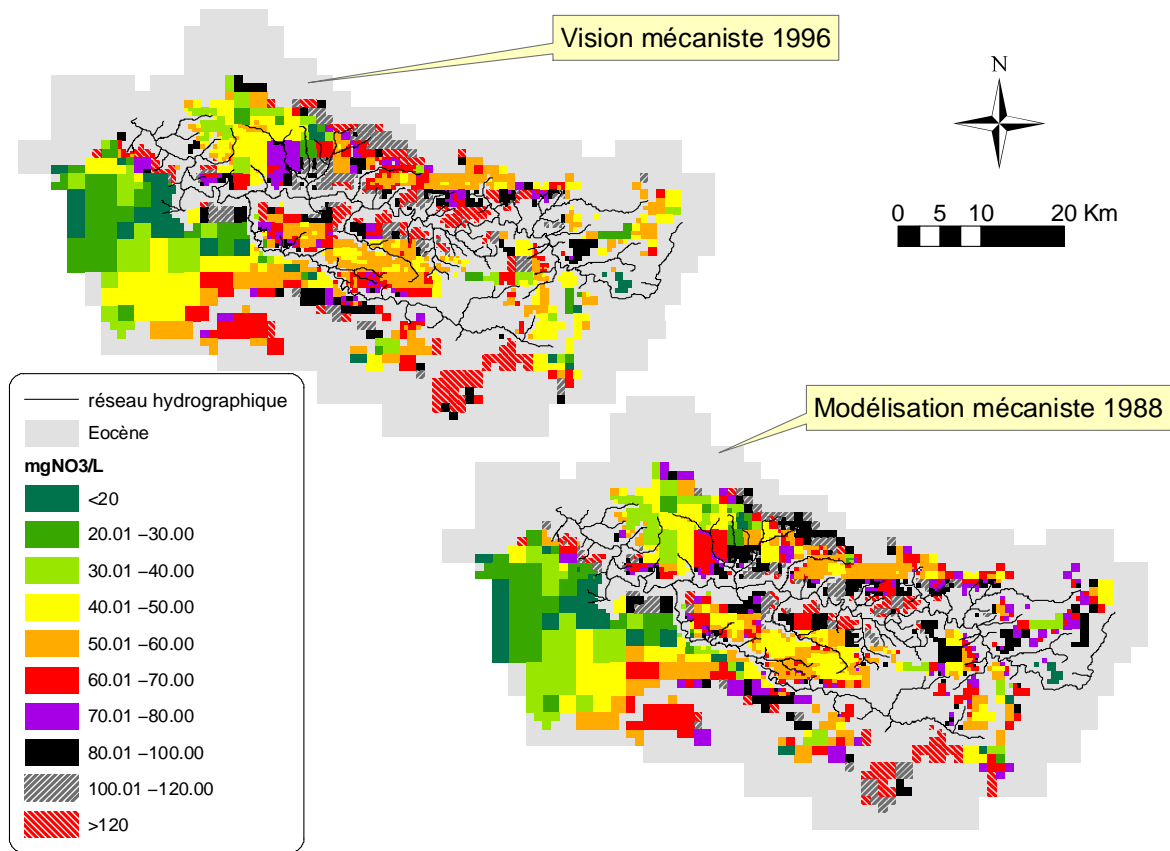 Vision mécaniste 1996
N
0 5 10 20 Km
réseau hydrographique
Eocène
mgNO3/L
<20
20.01 –30.00
30.01 –40.00
40.01 –50.00
50.01 –60.00
60.01 –70.00
70.01 –80.00
80.01 –100.00
100.01 –120.00
>120
Modélisation mécaniste 1988